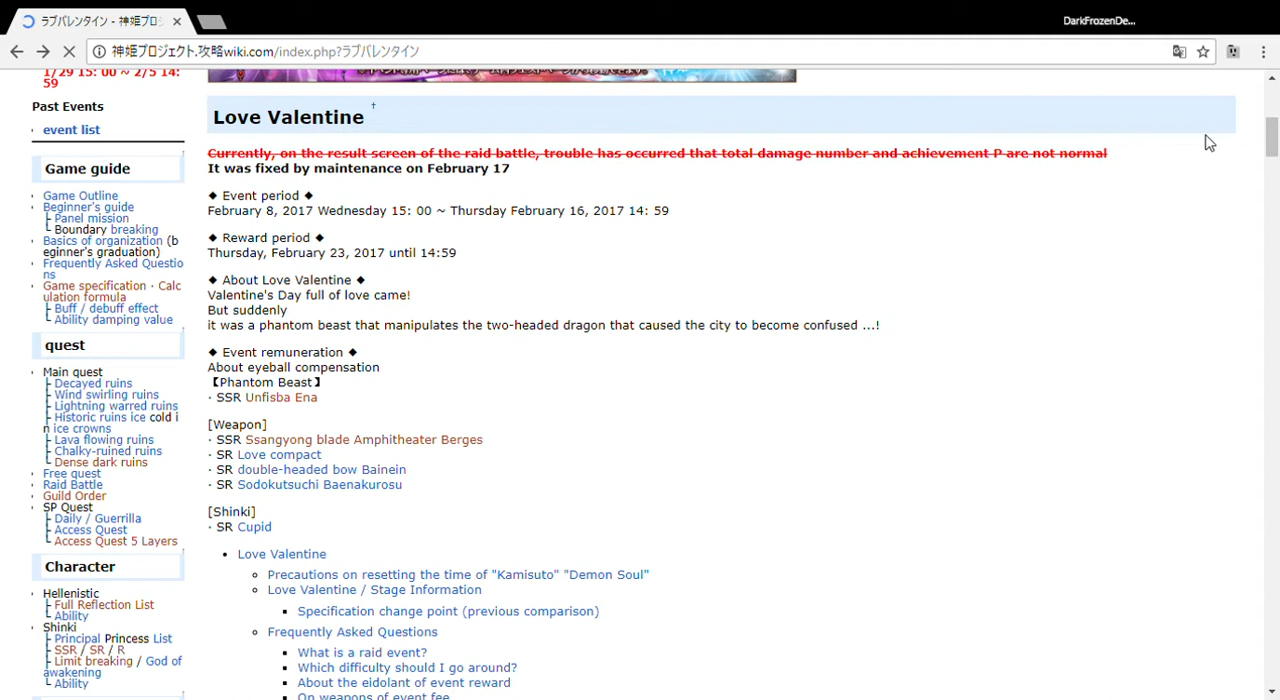 ラブバレンタイン - 神姫プロジ
DarkFrozenDe...
神姫プロジェクト.攻略wiki.com/index.php?ラブバレンタイン
1/29 15: 00 ~ 2/5 14:
59
Past Events
event list
Game guide
Game Outline
Beginner's guide
Panel mission
Boundary breaking
Basics of organization (b
eginner's graduation)
Frequently Asked Questio
ns
Game specification · Calc
ulation formula
Buff / debuff effect
Ability damping value
quest
Main quest
Decayed ruins
Wind swirling ruins
Lightning warred ruins
Historic ruins ice cold i
n ice crowns
Lava flowing ruins
Chalky-ruined ruins
Dense dark ruins
Free quest
Raid Battle
Guild Order
SP Quest
Daily / Guerrilla
Access Quest
Access Quest 5 Layers
Character
Hellenistic
Full Reflection List
Ability
Shinki
Principal Princess List
SSR / SR / R
Limit breaking / God of
awakening
Ability
Love Valentine †
Currently, on the result screen of the raid battle, trouble has occurred that total damage number and achievement P are not normal
It was fixed by maintenance on February 17
◆ Event period ◆
February 8, 2017 Wednesday 15: 00 ~ Thursday February 16, 2017 14: 59
◆ Reward period ◆
Thursday, February 23, 2017 until 14:59
◆ About Love Valentine ◆
Valentine's Day full of love came!
But suddenly
it was a phantom beast that manipulates the two-headed dragon that caused the city to become confused ...!
◆ Event remuneration ◆
About eyeball compensation
【Phantom Beast】
· SSR Unfisba Ena
[Weapon]
· SSR Ssangyong blade Amphitheater Berges
· SR Love compact
· SR double-headed bow Bainein
· SR Sodokutsuchi Baenakurosu
[Shinki]
· SR Cupid
Love Valentine
Precautions on resetting the time of "Kamisuto" "Demon Soul"
Love Valentine / Stage Information
Specification change point (previous comparison)
Frequently Asked Questions
What is a raid event?
Which difficulty should I go around?
About the eidolant of event reward
On weapons of event fee